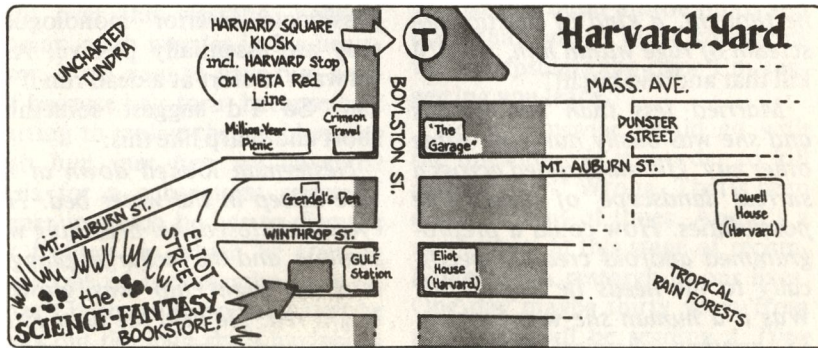 UNCHARTED
TUNDRA
HARVARD SQUARE
KIOSK
incl. HARVARD Stop
on MBTA Red
Line
T
Harvard Yard
MASS. AVE.
Million-Year
Picnic
Crimson
Travel
BOYLSTON ST.
"The
Garage"
DUNSTER
STREET
MT. AUBURN ST.
Grendel's Den
Lowell
House
(Harvard)
MT. AUBURN ST.
WINTHROP ST.
ELIOT
STREET
GULF
Station
Eliot
House
(Harvard)
TROPICAL
RAIN FORESTS
the
SCIENCE-FANTASY
BOOKSTORE!